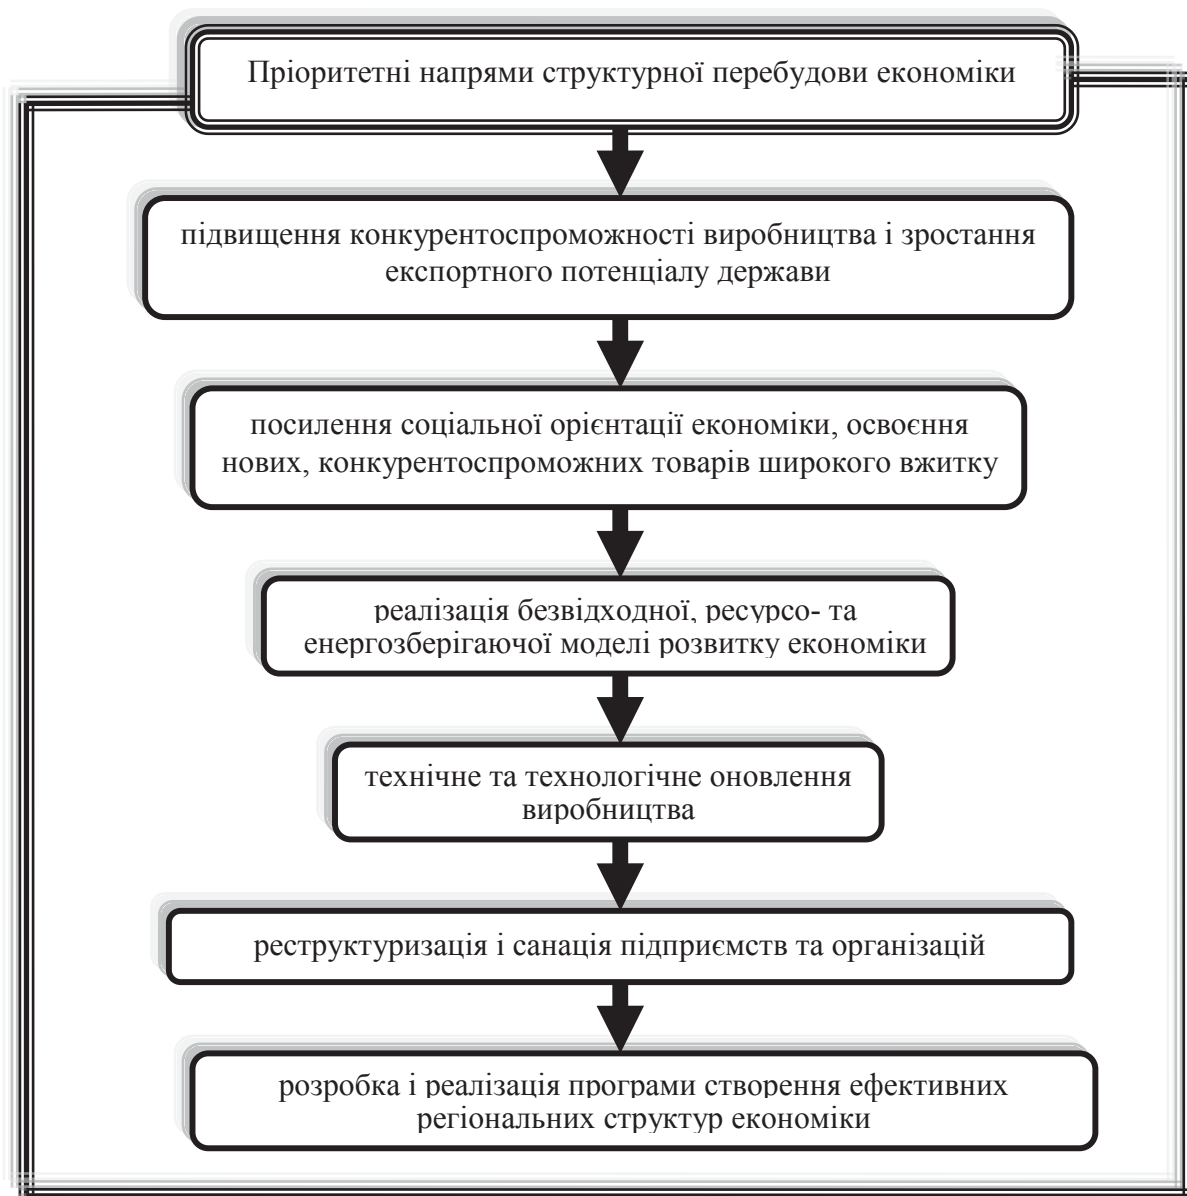 Пріоритетні напрями структурної перебудови економіки
підвищення конкурентоспроможності виробництва і зростання
експортного потенціалу держави
посилення соціальної орієнтації економіки, освоєння
нових, конкурентоспроможних товарів широкого вжитку
реалізація безвідходної, ресурсо- та
енергозберігаючої моделі розвитку економіки
технічне та технологічне оновлення
виробництва
реструктуризація і санація підприємств та організацій
розробка і реалізація програми створення ефективних
регіональних структур економіки